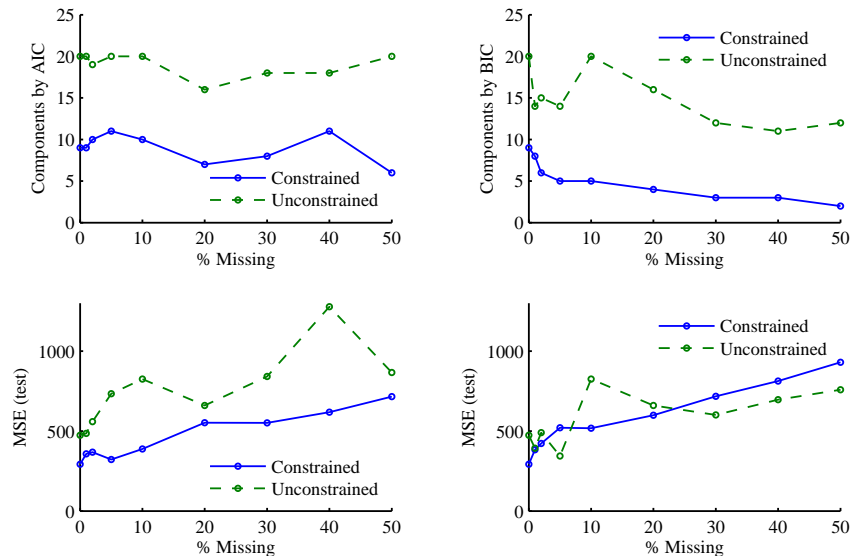 25
20
15
10
5
0
Components by AIC
Constrained
Unconstrained
0 10 20 30 40 50
% Missing
25
20
15
10
5
0
Components by BIC
Constrained
Unconstrained
0 10 20 30 40 50
% Missing
1000
500
0
MSE (test)
Constrained
Unconstrained
0 10 20 30 40 50
% Missing
1000
500
0
MSE (test)
Constrained
Unconstrained
0 10 20 30 40 50
% Missing